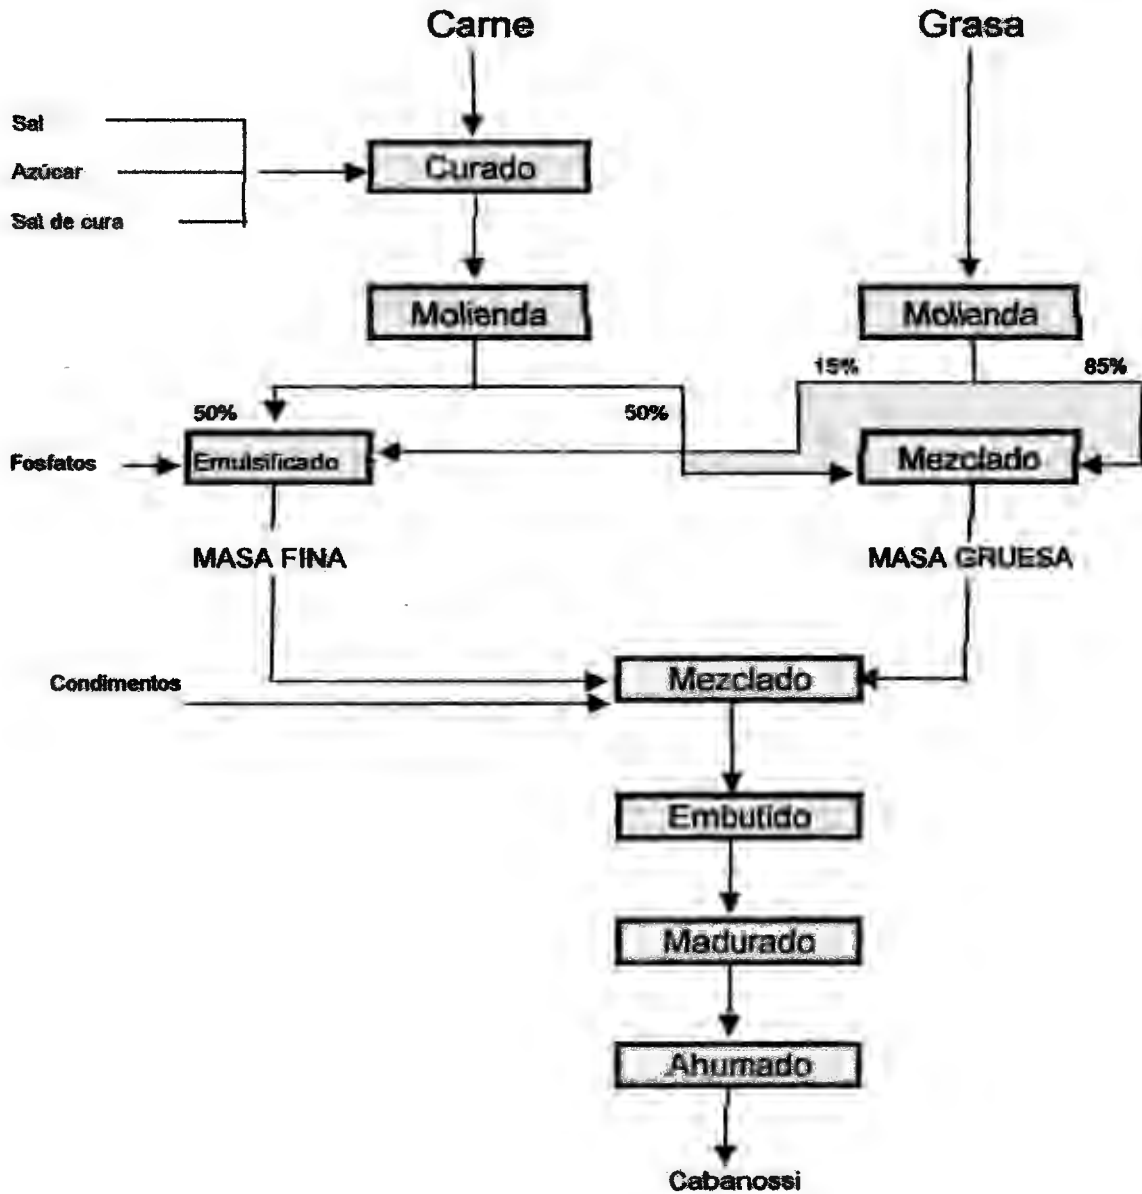 Carne
Grasa
Sal
Azúcar
Sal de cura
Curado
Molienda
Molienda
15%
85%
50%
50%
Fosfatos
Emulsificado
Mezclado
MASA FINA
MASA GRUESA
Condimentos
Mezclado
Embutido
Madurado
Ahumado
Cabanossi